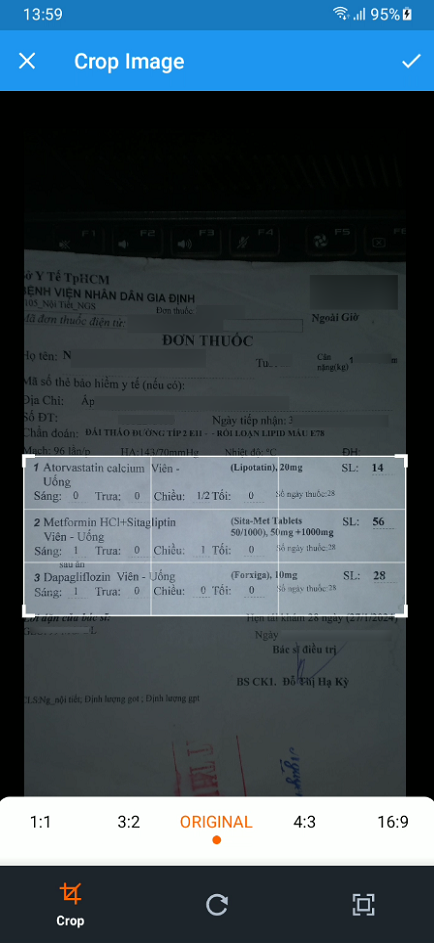 13:59 95%
Crop Image
F1 F2 F3 F4 F5
Sở Y Tế TpHCM
BỆNH VIỆN NHÂN DÂN GIA ĐỊNH
105_Nội Tiết_NGS
Đơn thuốc
Mã đơn thuốc điện tử:
Ngoài Giờ
ĐƠN THUỐC
Họ tên: N
Cân nặng(kg)
Mã số thẻ bảo hiểm y tế (nếu có):
Địa Chỉ: Ấp
Số ĐT:
Ngày tiếp nhận:
Chẩn đoán: ĐÁI THÁO ĐƯỜNG TÍP 2 E11 - - RỐI LOẠN LIPID MÁU E78
Mạch: 96 lần/p HA:143/70mmHg Nhiệt độ: °C ĐH:
1 Atorvastatin calcium Viên - (Lipotatin), 20mg SL: 14
Uống
Sáng: 0 Trưa: 0 Chiều: 1/2 Tối: 0 Số ngày thuốc:28
2 Metformin HCl+Sitagliptin (Sita-Met Tablets SL: 56
Viên - Uống 50/1000), 50mg +1000mg
Sáng: 1 Trưa: 0 Chiều: 1 Tối: 0 Số ngày thuốc:28
sau ăn
3 Dapagliflozin Viên - Uống (Forxiga), 10mg SL: 28
Sáng: 1 Trưa: 0 Chiều: 0 Tối: 0 Số ngày thuốc:28
Lời dặn của bác sĩ: Hẹn tái khám 28 ngày (27/1/2024)
Ngày
Bác sĩ điều trị
BS CK1. Đỗ Thị Hạ Kỳ
CLS:Ng_nội tiết; Định lượng got ; Định lượng gpt
1:1 3:2 ORIGINAL 4:3 16:9
Crop